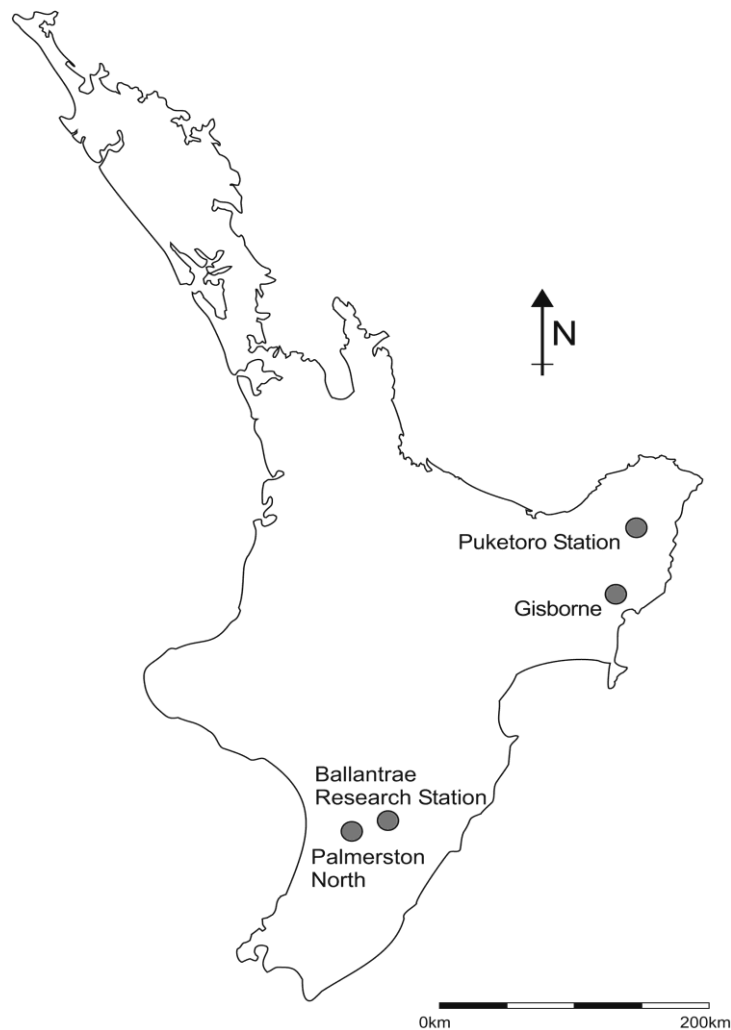 N
Puketoro Station
Gisborne
Ballantrae
Research Station
Palmerston
North
0km
200km